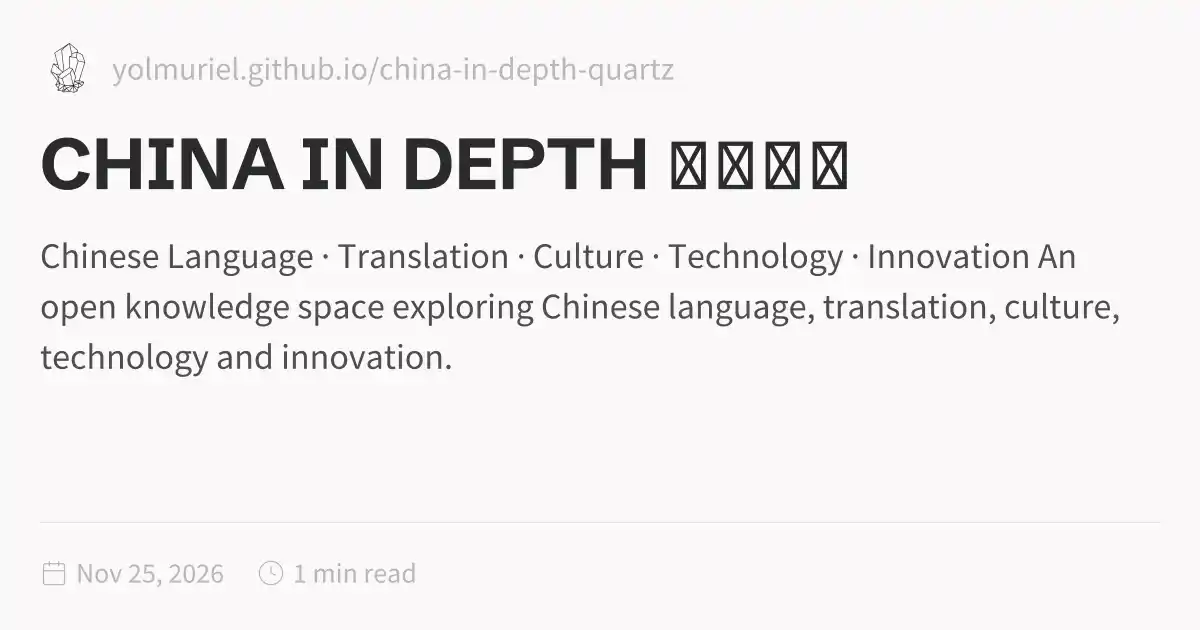 yolmuriel.github.io/china-in-depth-quartz
CHINA IN DEPTH
Chinese Language · Translation · Culture · Technology · Innovation An
open knowledge space exploring Chinese language, translation, culture,
technology and innovation.
Nov 25, 2026
1 min read